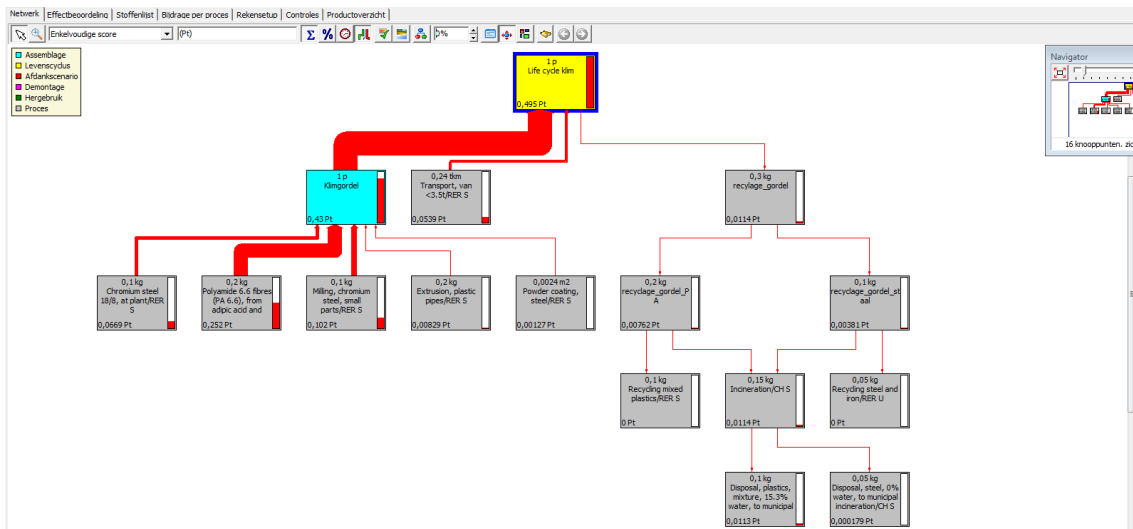 Netwerk Effectbeoordeling Stoffenlijst Bijdrage per proces Rekensetup Controles Productoverzicht
Enkelvoudige score (Pt) Σ % 0%
Assemblage
Levenscyclus
Afdankscenario
Demontage
Hergebruik
Proces
Navigator
16 knooppunten. zic
1 p
Life cycle klim
0,495 Pt
1 p
Klimgordel
0,43 Pt
0,24 tkm
Transport, van
<3.5t/RER S
0,0539 Pt
0,3 kg
recylage_gordel
0,0114 Pt
0,1 kg
Chromium steel
18/8, at plant/RER
S
0,0669 Pt
0,2 kg
Polyamide 6.6 fibres
(PA 6.6), from
adipic acid and
0,252 Pt
0,1 kg
Milling, chromium
steel, small
parts/RER S
0,102 Pt
0,2 kg
Extrusion, plastic
pipes/RER S
0,00829 Pt
0,0024 m2
Powder coating,
steel/RER S
0,00127 Pt
0,2 kg
recyclage_gordel_P
A
0,00762 Pt
0,1 kg
recyclage_gordel_st
aal
0,00381 Pt
0,1 kg
Recycling mixed
plastics/RER S
0 Pt
0,15 kg
Incineration/CH S
0,0114 Pt
0,05 kg
Recycling steel and
iron/RER U
0 Pt
0,1 kg
Disposal, plastics,
mixture, 15.3%
water, to municipal
0,0113 Pt
0,05 kg
Disposal, steel, 0%
water, to municipal
incineration/CH S
0,000179 Pt